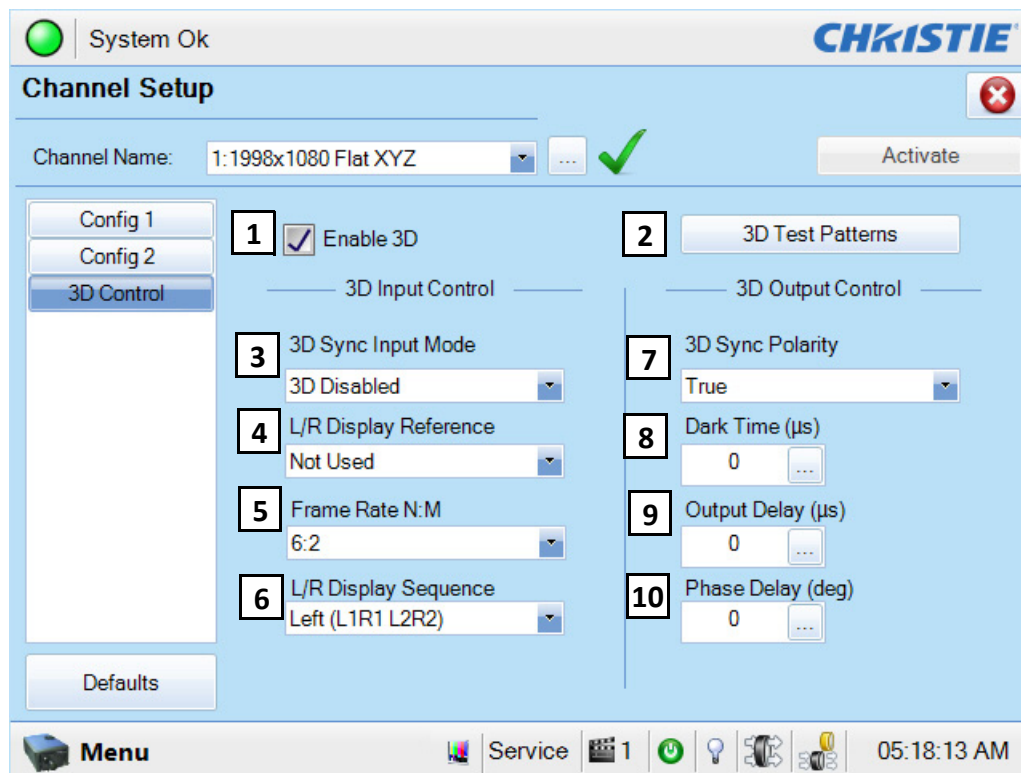 System Ok
CHRISTIE
Channel Setup
Channel Name:
1:1998x1080 Flat XYZ
...
Activate
Config 1
Config 2
3D Control
1
Enable 3D
2
3D Test Patterns
3D Input Control
3D Output Control
3
3D Sync Input Mode
3D Disabled
4
L/R Display Reference
Not Used
5
Frame Rate N:M
6:2
6
L/R Display Sequence
Left (L1R1 L2R2)
7
3D Sync Polarity
True
8
Dark Time (µs)
0
...
9
Output Delay (µs)
0
...
10
Phase Delay (deg)
0
...
Defaults
Menu
Service
1
05:18:13 AM